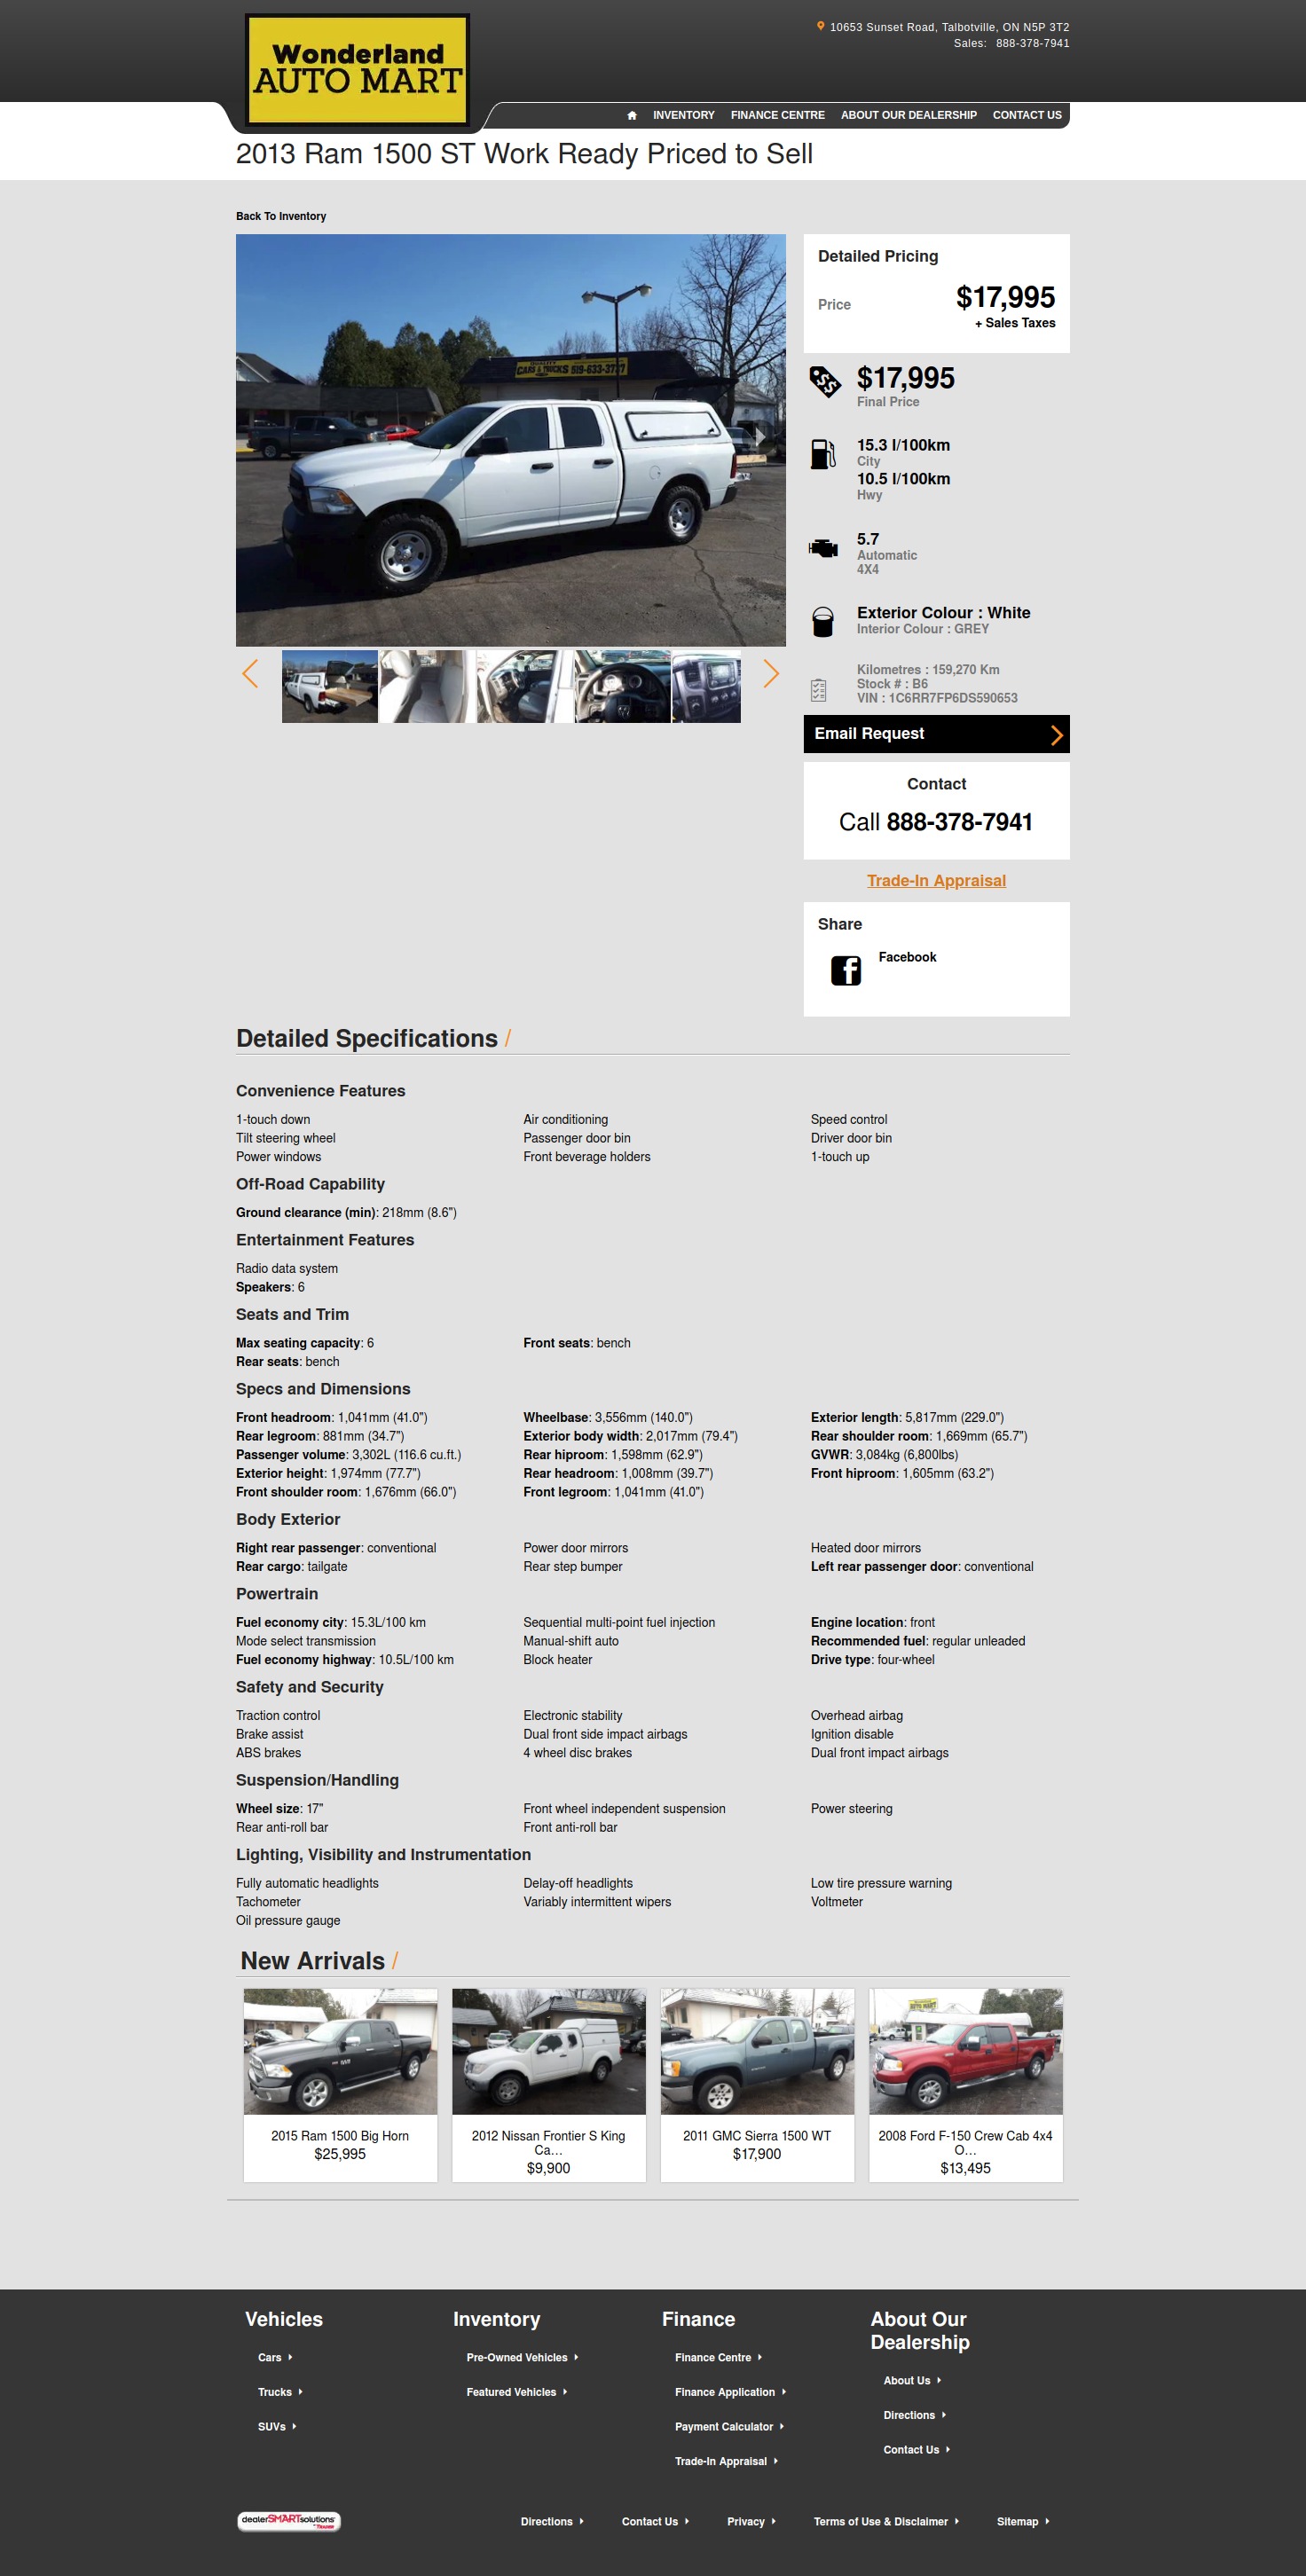 Wonderland
AUTO MART
10653 Sunset Road, Talbotville, ON N5P 3T2
Sales: 888-378-7941
INVENTORY FINANCE CENTRE ABOUT OUR DEALERSHIP CONTACT US
2013 Ram 1500 ST Work Ready Priced to Sell
Back To Inventory
CARS & TRUCKS 519-633-3777
Detailed Pricing
Price
$17,995
+ Sales Taxes
$17,995
Final Price
15.3 l/100km
City
10.5 l/100km
Hwy
5.7
Automatic
4X4
Exterior Colour : White
Interior Colour : GREY
Kilometres : 159,270 Km
Stock # : B6
VIN : 1C6RR7FP6DS590653
Email Request
Contact
Call 888-378-7941
Trade-In Appraisal
Share
Facebook
Detailed Specifications /
Convenience Features
1-touch down Air conditioning Speed control
Tilt steering wheel Passenger door bin Driver door bin
Power windows Front beverage holders 1-touch up
Off-Road Capability
Ground clearance (min): 218mm (8.6")
Entertainment Features
Radio data system
Speakers: 6
Seats and Trim
Max seating capacity: 6 Front seats: bench
Rear seats: bench
Specs and Dimensions
Front headroom: 1,041mm (41.0") Wheelbase: 3,556mm (140.0") Exterior length: 5,817mm (229.0")
Rear legroom: 881mm (34.7") Exterior body width: 2,017mm (79.4") Rear shoulder room: 1,669mm (65.7")
Passenger volume: 3,302L (116.6 cu.ft.) Rear hiproom: 1,598mm (62.9") GVWR: 3,084kg (6,800lbs)
Exterior height: 1,974mm (77.7") Rear headroom: 1,008mm (39.7") Front hiproom: 1,605mm (63.2")
Front shoulder room: 1,676mm (66.0") Front legroom: 1,041mm (41.0")
Body Exterior
Right rear passenger: conventional Power door mirrors Heated door mirrors
Rear cargo: tailgate Rear step bumper Left rear passenger door: conventional
Powertrain
Fuel economy city: 15.3L/100 km Sequential multi-point fuel injection Engine location: front
Mode select transmission Manual-shift auto Recommended fuel: regular unleaded
Fuel economy highway: 10.5L/100 km Block heater Drive type: four-wheel
Safety and Security
Traction control Electronic stability Overhead airbag
Brake assist Dual front side impact airbags Ignition disable
ABS brakes 4 wheel disc brakes Dual front impact airbags
Suspension/Handling
Wheel size: 17" Front wheel independent suspension Power steering
Rear anti-roll bar Front anti-roll bar
Lighting, Visibility and Instrumentation
Fully automatic headlights Delay-off headlights Low tire pressure warning
Tachometer Variably intermittent wipers Voltmeter
Oil pressure gauge
New Arrivals /
2015 Ram 1500 Big Horn
$25,995
2012 Nissan Frontier S King
Ca...
$9,900
2011 GMC Sierra 1500 WT
$17,900
2008 Ford F-150 Crew Cab 4x4
O...
$13,495
Vehicles
Cars
Trucks
SUVs
Inventory
Pre-Owned Vehicles
Featured Vehicles
Finance
Finance Centre
Finance Application
Payment Calculator
Trade-In Appraisal
About Our
Dealership
About Us
Directions
Contact Us
dealerSMARTsolutions
Directions Contact Us Privacy Terms of Use & Disclaimer Sitemap